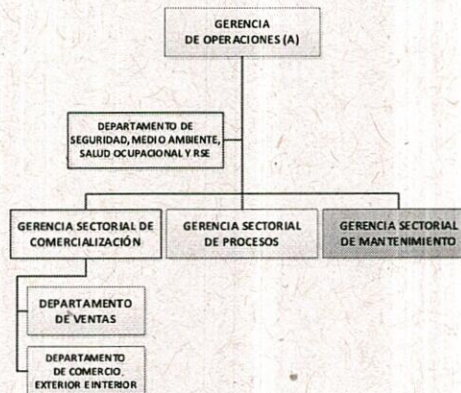 GERENCIA
DE OPERACIONES (A)
DEPARTAMENTO DE
SEGURIDAD, MEDIO AMBIENTE,
SALUD OCUPACIONAL Y RSE
GERENCIA SECTORIAL DE
COMERCIALIZACIÓN
GERENCIA SECTORIAL
DE PROCESOS
GERENCIA SECTORIAL
DE MANTENIMIENTO
DEPARTAMENTO
DE VENTAS
DEPARTAMENTO
DE COMERCIO
EXTERIOR E INTERIOR